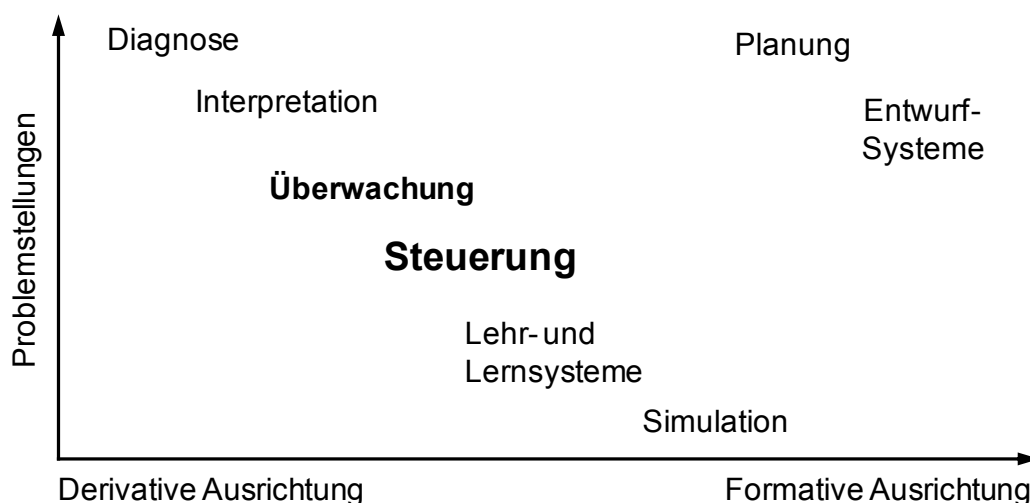 Diagnose
Planung
Interpretation
Entwurf-
Systeme
Überwachung
Steuerung
Lehr- und
Lernsysteme
Simulation
Problemstellungen
Derivative Ausrichtung
Formative Ausrichtung